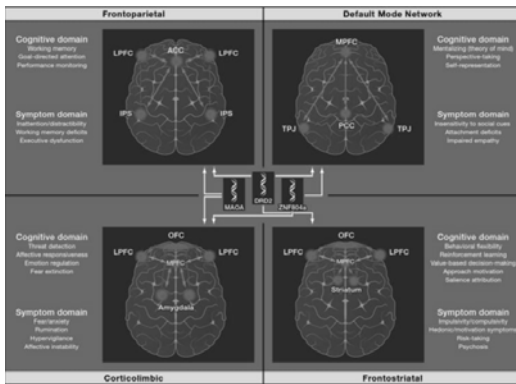 Frontoparietal
Cognitive domain
Working memory
Goal-directed attention
Performance monitoring
Symptom domain
Inattention/distractibility
Working memory deficits
Executive dysfunction
LPFC
ACC
LPFC
IPS
IPS
Default Mode Network
MPFC
TPJ
PCC
TPJ
Cognitive domain
Mentalizing (theory of mind)
Perspective-taking
Self-representation
Symptom domain
Insensitivity to social cues
Attachment deficits
Impaired empathy
MAOA
DRD2
ZNF804a
Cognitive domain
Threat detection
Affective responsiveness
Emotion regulation
Fear extinction
Symptom domain
Fear/anxiety
Rumination
Hypervigilance
Affective instability
OFC
LPFC
LPFC
MPFC
Amygdala
Corticolimbic
OFC
LPFC
LPFC
MPFC
Striatum
Cognitive domain
Behavioral flexibility
Reinforcement learning
Value-based decision-making
Approach motivation
Salience attribution
Symptom domain
Impulsivity/compulsivity
Hedonic/motivation symptoms
Risk-taking
Psychosis
Frontostriatal